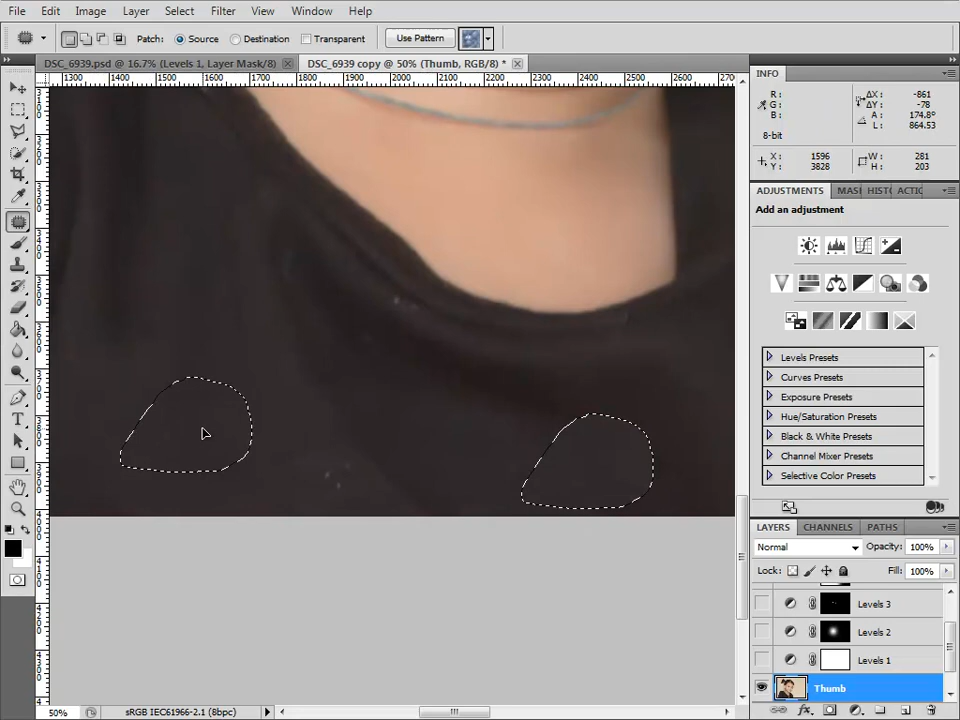 File Edit Image Layer Select Filter View Window Help
Patch: Source Destination Transparent Use Pattern
DSC_6939.psd @ 16.7% (Levels 1, Layer Mask/8) DSC_6939 copy @ 50% (Thumb, RGB/8) *
1300 1400 1500 1600 1700 1800 1900 2000 2100 2200 2300 2400 2500 2600
INFO
R: ΔX: -861
G: ΔY: -78
B: A: 174.8°
L: 864.53
8-bit
X: 1596 W: 281
Y: 3828 H: 203
ADJUSTMENTS MAS HIST ACTIC
Add an adjustment
Levels Presets
Curves Presets
Exposure Presets
Hue/Saturation Presets
Black & White Presets
Channel Mixer Presets
Selective Color Presets
LAYERS CHANNELS PATHS
Normal Opacity: 100%
Lock: Fill: 100%
Levels 3
Levels 2
Levels 1
Thumb
50% sRGB IEC61966-2.1 (8bpc)